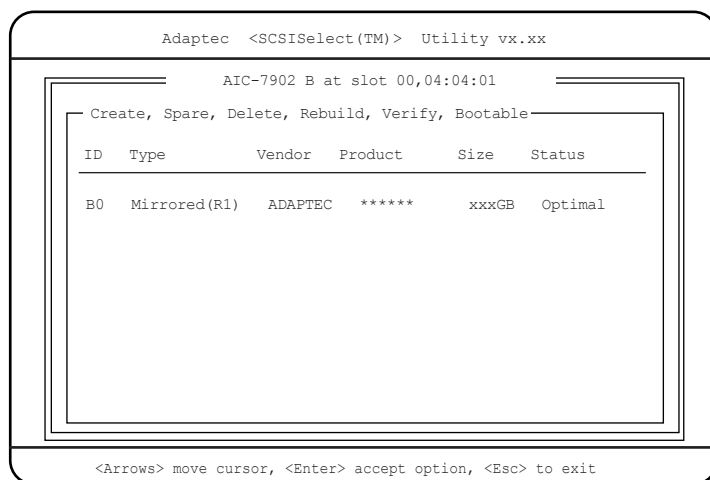 Adaptec <SCSISelect(TM)> Utility vx.xx
AIC-7902 B at slot 00,04:04:01
Create, Spare, Delete, Rebuild, Verify, Bootable
ID Type Vendor Product Size Status
B0 Mirrored(R1) ADAPTEC ****** xxxGB Optimal
<Arrows> move cursor, <Enter> accept option, <Esc> to exit